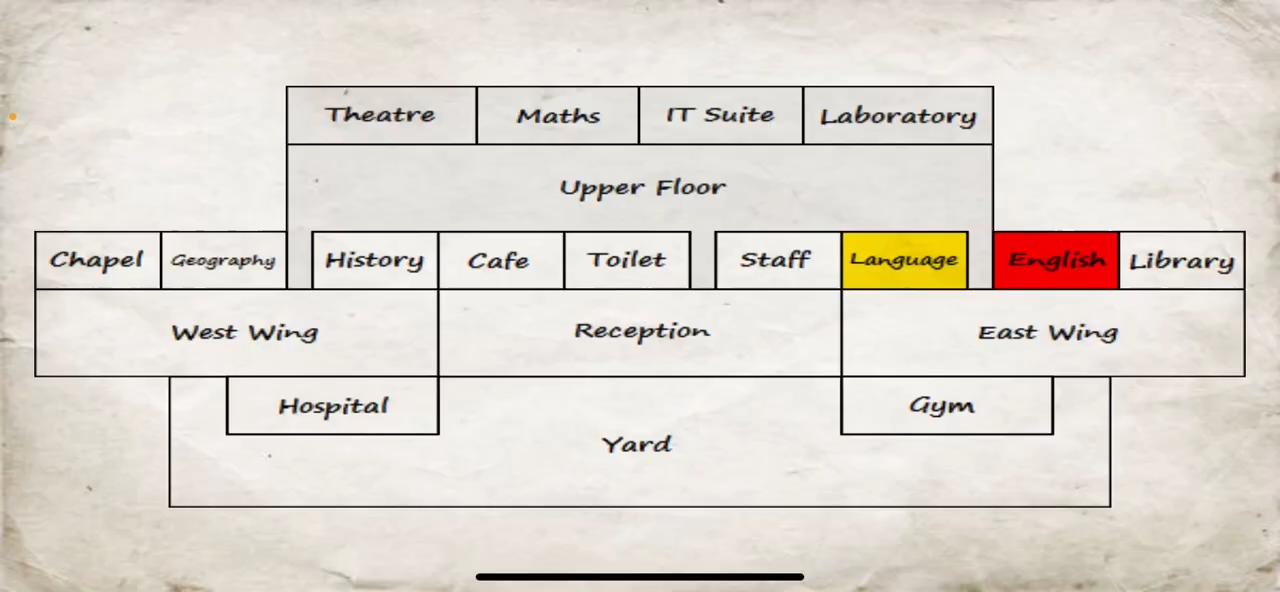 Theatre
Maths
IT Suite
Laboratory
Upper Floor
Chapel
Geography
History
Cafe
Toilet
Staff
Language
English
Library
West Wing
Reception
East Wing
Hospital
Gym
Yard